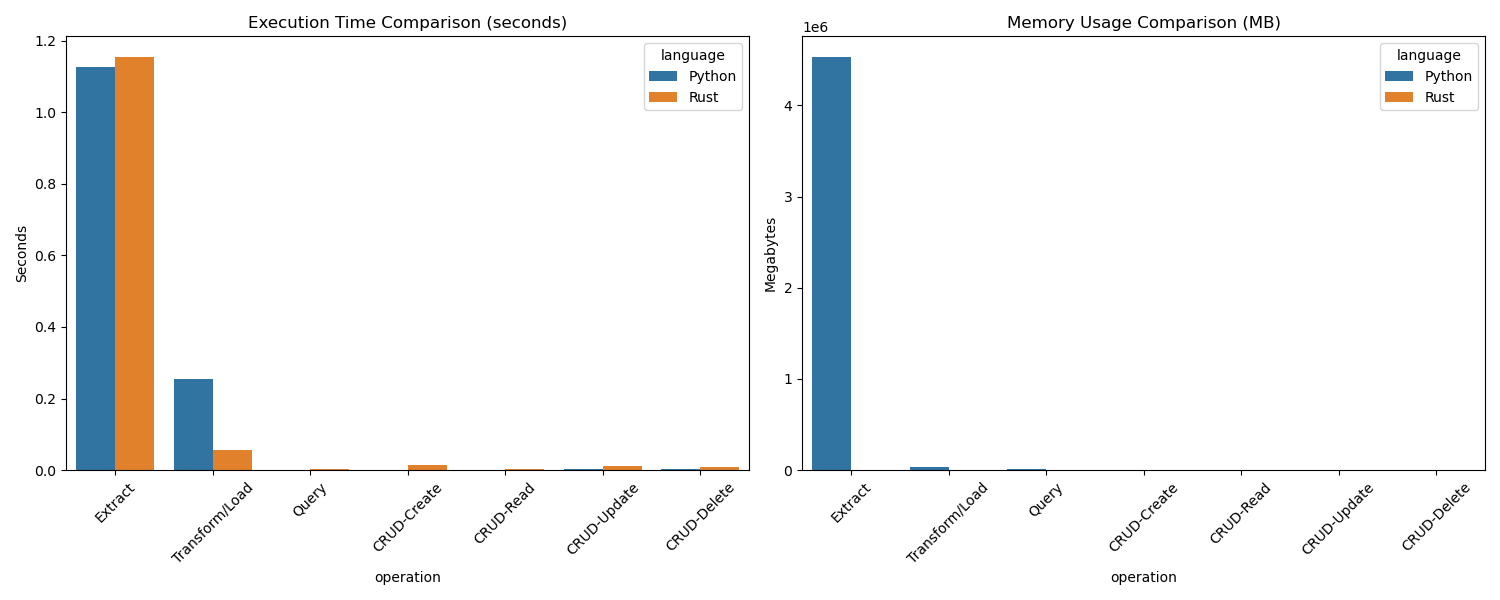 Execution Time Comparison (seconds)
Seconds
1.2
1.0
0.8
0.6
0.4
0.2
0.0
language
Python
Rust
Extract
Transform/Load
Query
CRUD-Create
CRUD-Read
CRUD-Update
CRUD-Delete
operation
Memory Usage Comparison (MB)
1e6
Megabytes
4
3
2
1
0
language
Python
Rust
Extract
Transform/Load
Query
CRUD-Create
CRUD-Read
CRUD-Update
CRUD-Delete
operation